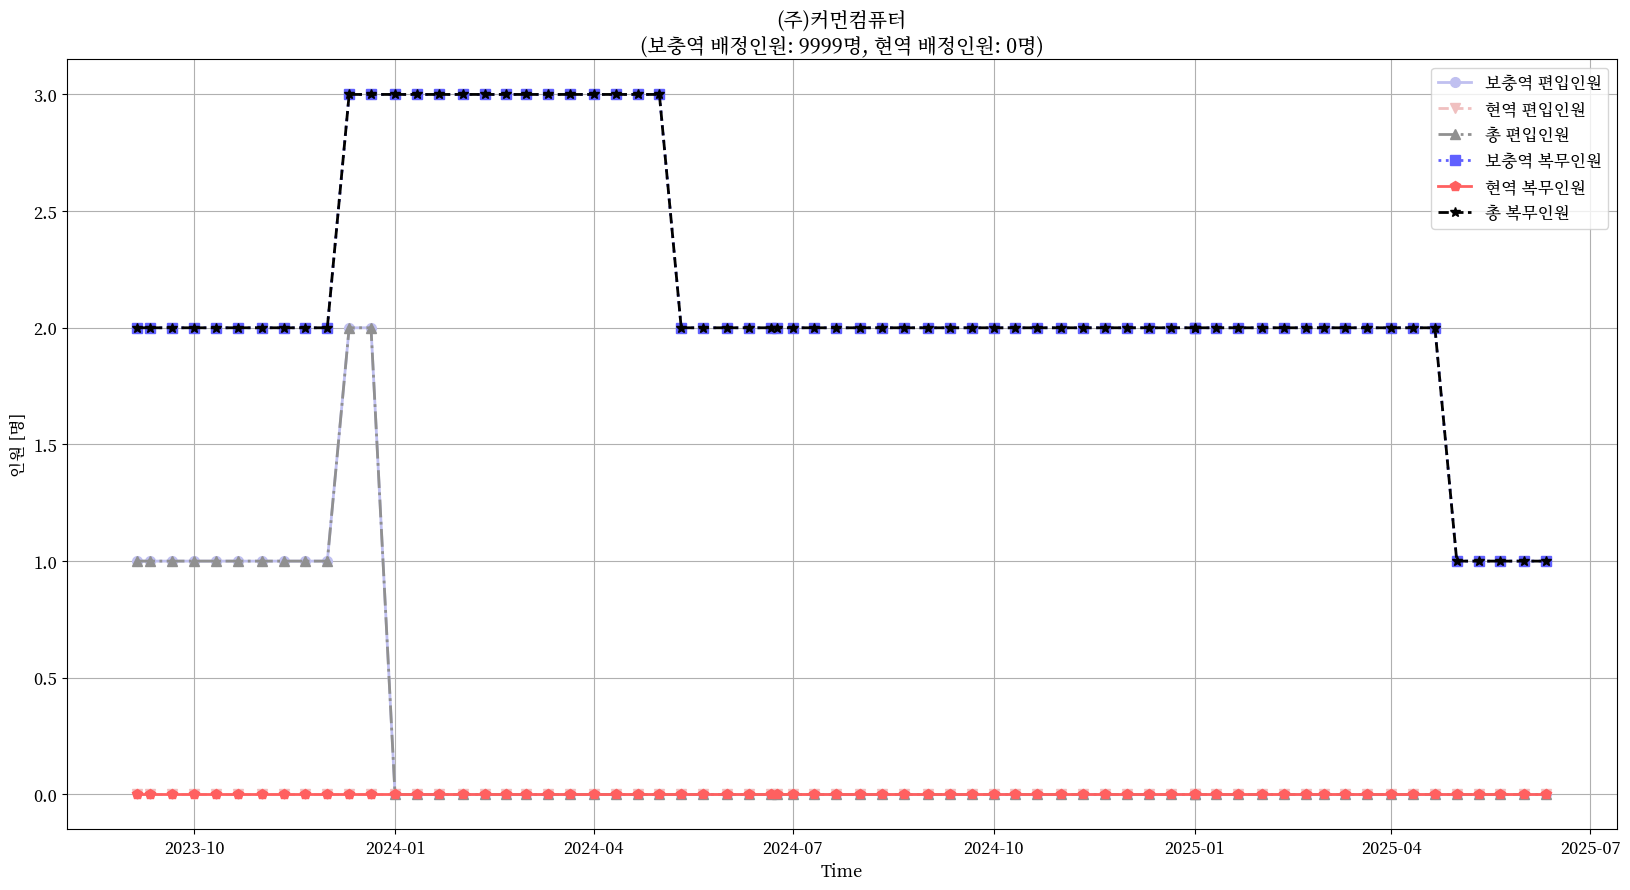 (주)커먼컴퓨터
(보충역 배정인원: 9999명, 현역 배정인원: 0명)
보충역 편입인원
현역 편입인원
총 편입인원
보충역 복무인원
현역 복무인원
총 복무인원
인원 [명]
3.0
2.5
2.0
1.5
1.0
0.5
0.0
2023-10
2024-01
2024-04
2024-07
2024-10
2025-01
2025-04
2025-07
Time